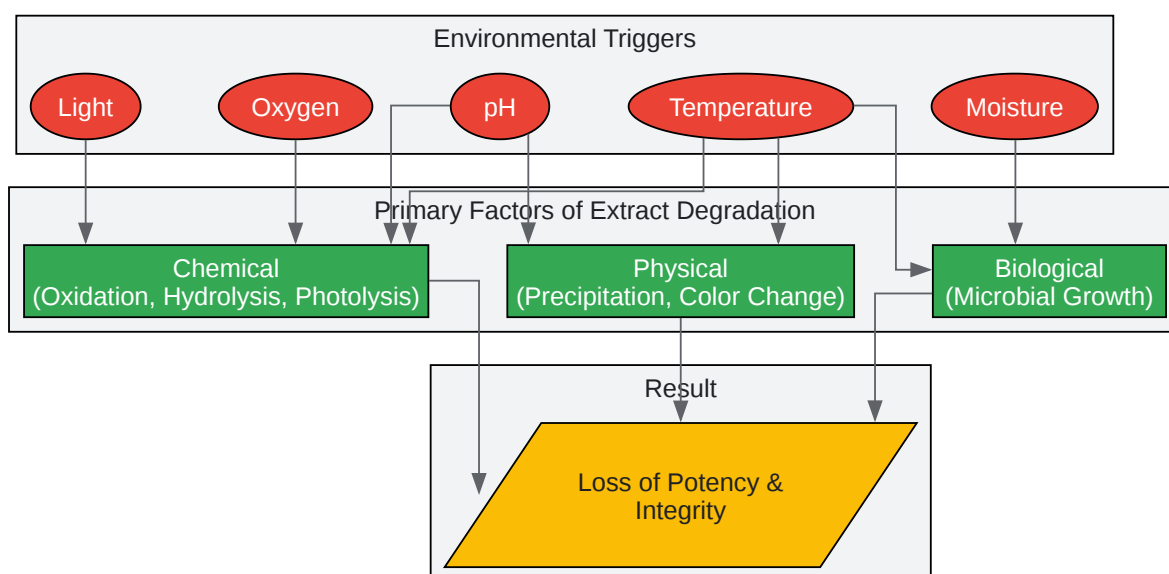 Environmental Triggers
Light
Oxygen
pH
Temperature
Moisture
Primary Factors of Extract Degradation
Chemical
(Oxidation, Hydrolysis, Photolysis)
Physical
(Precipitation, Color Change)
Biological
(Microbial Growth)
Result
Loss of Potency &
Integrity